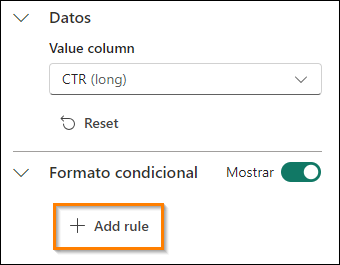 Datos
Value column
CTR (long)
Reset
Formato condicional Mostrar
Add rule